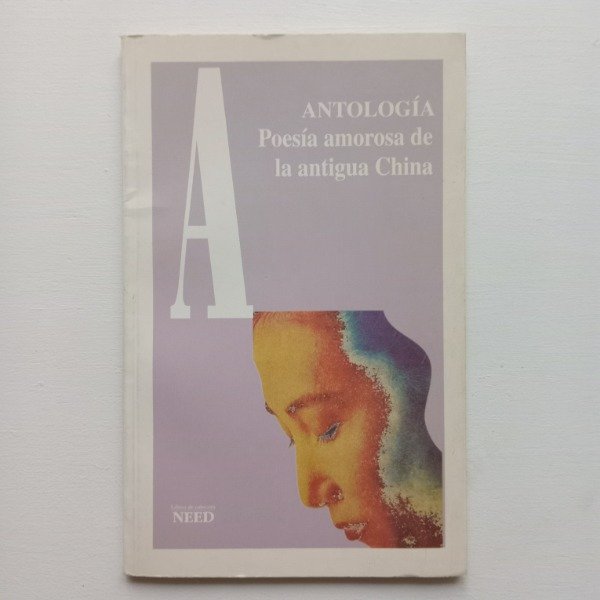 A
ANTOLOGÍA
Poesía amorosa de
la antigua China
NEED